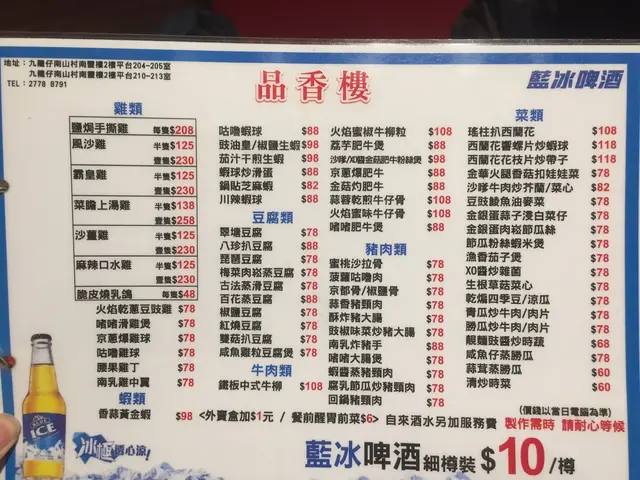 地址：九龍仔南山村南豐樓2樓平台204-205室
九龍仔南山村南豐樓2樓平台210-213室
TEL：2778 8791
品香樓
藍冰啤酒
雞類
鹽焗手撕雞 每隻$208
風沙雞 半隻$125
壹隻$230
霸皇雞 半隻$125
壹隻$230
菜膽上湯雞 半隻$138
壹隻$258
沙薑雞 半隻$125
壹隻$230
麻辣口水雞 半隻$125
壹隻$230
脆皮燒乳鴿 每隻$48
火焰乾蔥豆豉雞 $78
啫啫滑雞煲 $78
京蔥爆雞球 $78
咕嚕雞球 $78
腰果雞丁 $78
南乳雞中翼 $78
蝦類
香蒜黃金蝦 $98
咕嚕蝦球 $88
豉油皇/椒鹽生蝦 $98
茄汁干煎生蝦 $98
蝦球炒滑蛋 $88
鍋貼芝麻蝦 $82
川辣蝦球 $88
豆腐類
翠塘豆腐 $78
八珍扒豆腐 $88
琵琶豆腐 $78
梅菜肉崧蒸豆腐 $78
古法蒸滑豆腐 $78
百花蒸豆腐 $88
椒鹽豆腐 $78
紅燒豆腐 $78
雙菇扒豆腐 $78
咸魚雞粒豆腐煲 $78
牛肉類
鐵板中式牛柳 $108
火焰蜜椒牛柳粒 $108
荔芋肥牛煲 $88
沙嗲/XO醬金菇肥牛粉絲煲 $98
京蔥爆肥牛 $88
金菇灼肥牛 $88
蒜蓉乾煎牛仔骨 $108
火焰蜜味牛仔骨 $108
啫啫肥牛煲 $88
豬肉類
蜜桃沙拉骨 $78
菠蘿咕嚕肉 $78
京都骨/椒鹽骨 $78
蒜香豬頸肉 $78
酥炸豬大腸 $78
豉椒味菜炒豬大腸 $78
南乳炸豬手 $88
啫啫大腸煲 $78
蝦醬蒸豬頸肉 $78
腐乳節瓜炒豬頸肉 $78
回鍋豬頸肉 $78
菜類
瑤柱扒西蘭花 $108
西蘭花響螺片炒蝦球 $118
西蘭花花枝片炒帶子 $118
金華火腿香菇扣娃娃菜 $78
沙嗲牛肉炒芥蘭/菜心 $82
豆豉鯪魚油麥菜 $78
金銀蛋蒜子浸白菜仔 $78
金銀蛋肉崧節瓜絲 $78
節瓜粉絲蝦米煲 $78
漁香茄子煲 $78
XO醬炒雜菌 $78
生根草菇菜心 $78
乾煸四季豆/涼瓜 $78
青瓜炒牛肉/肉片 $78
勝瓜炒牛肉/肉片 $78
靚麵豉醬炒時蔬 $68
咸魚仔蒸勝瓜 $78
蒜茸蒸勝瓜 $60
清炒時菜 $60
(價錢以當日電腦為準)
<外賣盒加$1元 / 餐前醒胃前菜$6> 自來酒水另加服務費 製作需時 請耐心等候
BLUE
ICE
冰極透心涼!
藍冰啤酒 細樽裝 $10/樽